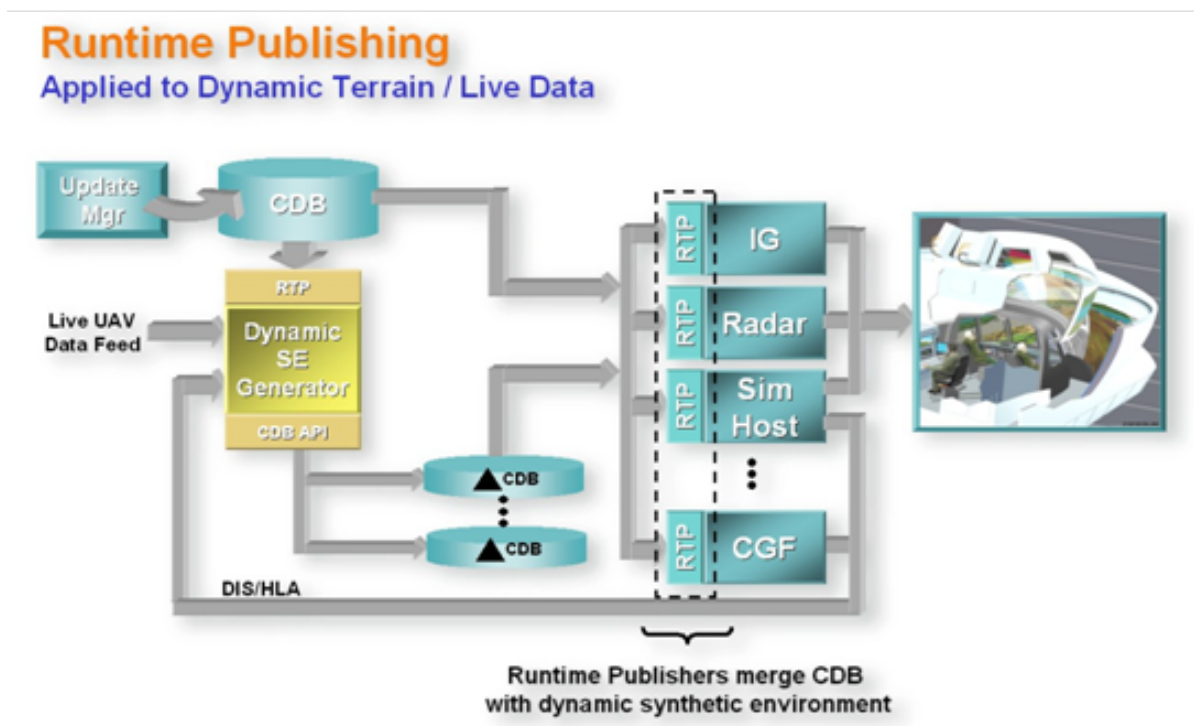 Runtime Publishing
Applied to Dynamic Terrain / Live Data
Update
Mgr
CDB
RTP
Dynamic
SE
Generator
CDB API
Live UAV
Data Feed
▲CDB
▲CDB
DIS/HLA
RTP
IG
RTP
Radar
RTP
Sim
Host
RTP
CGF
Runtime Publishers merge CDB
with dynamic synthetic environment